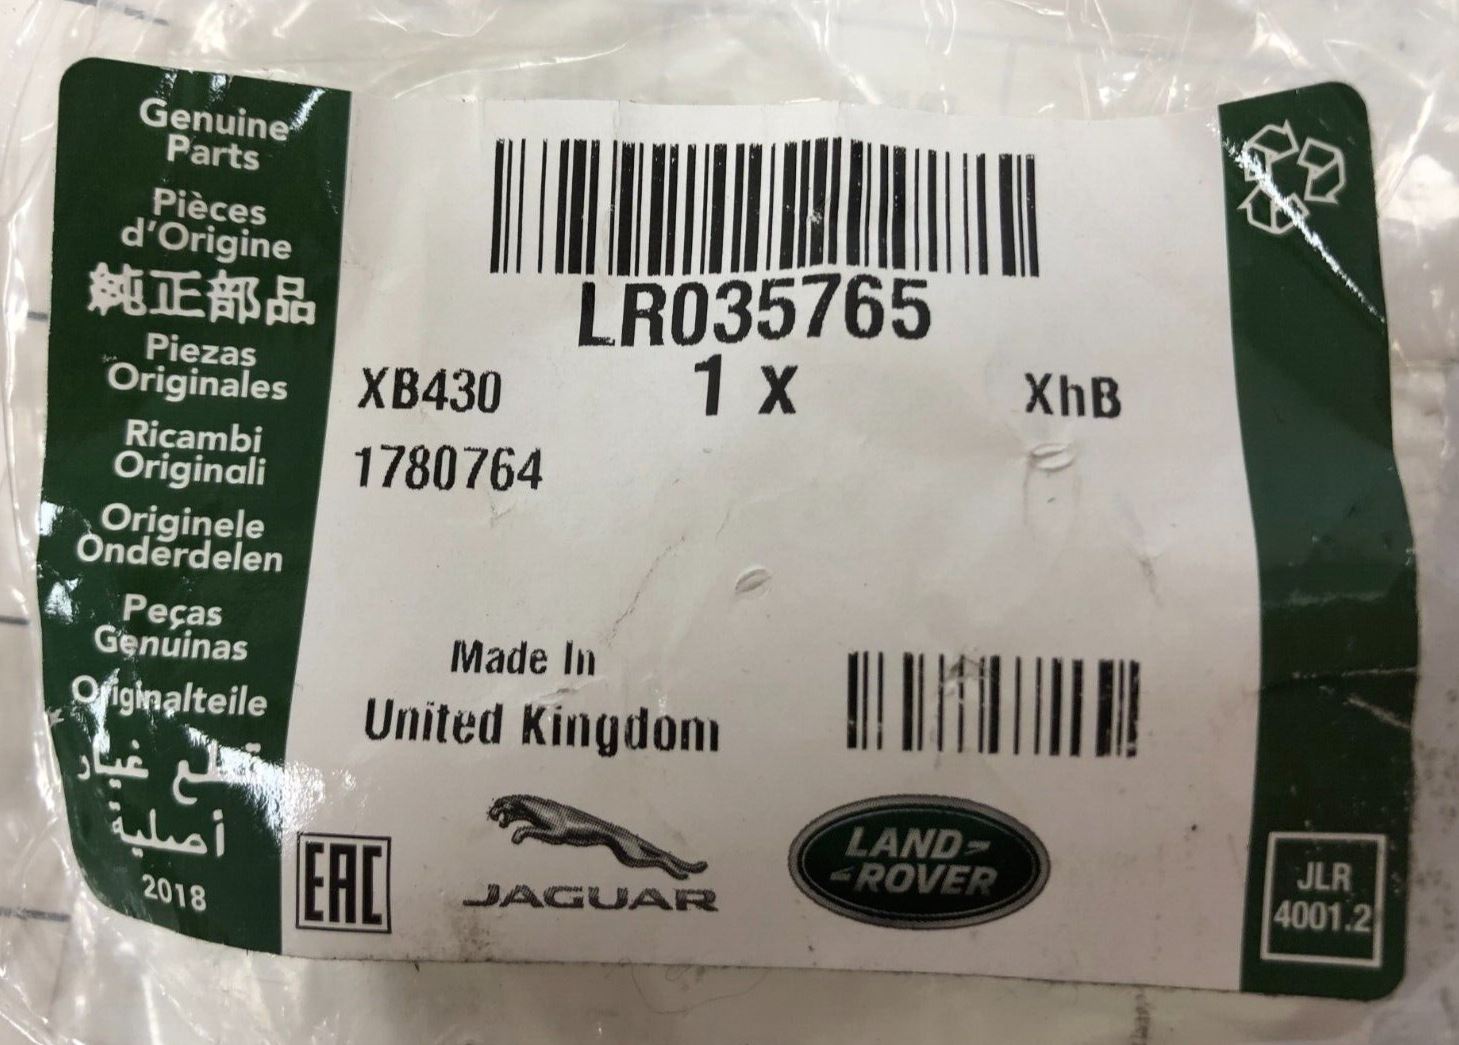 Genuine
Parts
Pièces
d'Origine
純正部品
Piezas
Originales
Ricambi
Originali
Originele
Onderdelen
Peças
Genuinas
Originalteile
قطع غيار
أصلية
2018
LR035765
XB430
1 x
XhB
1780764
Made In
United Kingdom
EAC
JAGUAR
LAND-
-ROVER
JLR
4001.2